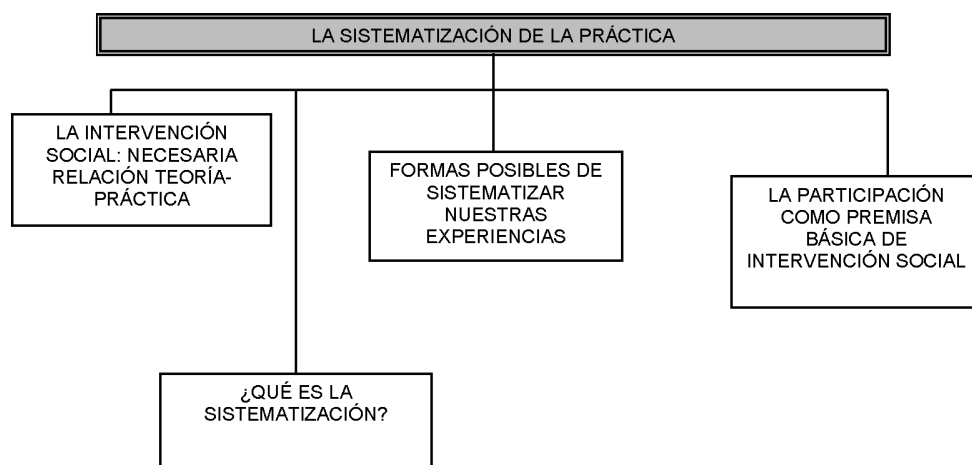 LA SISTEMATIZACIÓN DE LA PRÁCTICA
LA INTERVENCIÓN
SOCIAL: NECESARIA
RELACIÓN TEORÍA-
PRÁCTICA
FORMAS POSIBLES DE
SISTEMATIZAR
NUESTRAS
EXPERIENCIAS
LA PARTICIPACIÓN
COMO PREMISA
BÁSICA DE
INTERVENCIÓN SOCIAL
¿QUÉ ES LA
SISTEMATIZACIÓN?